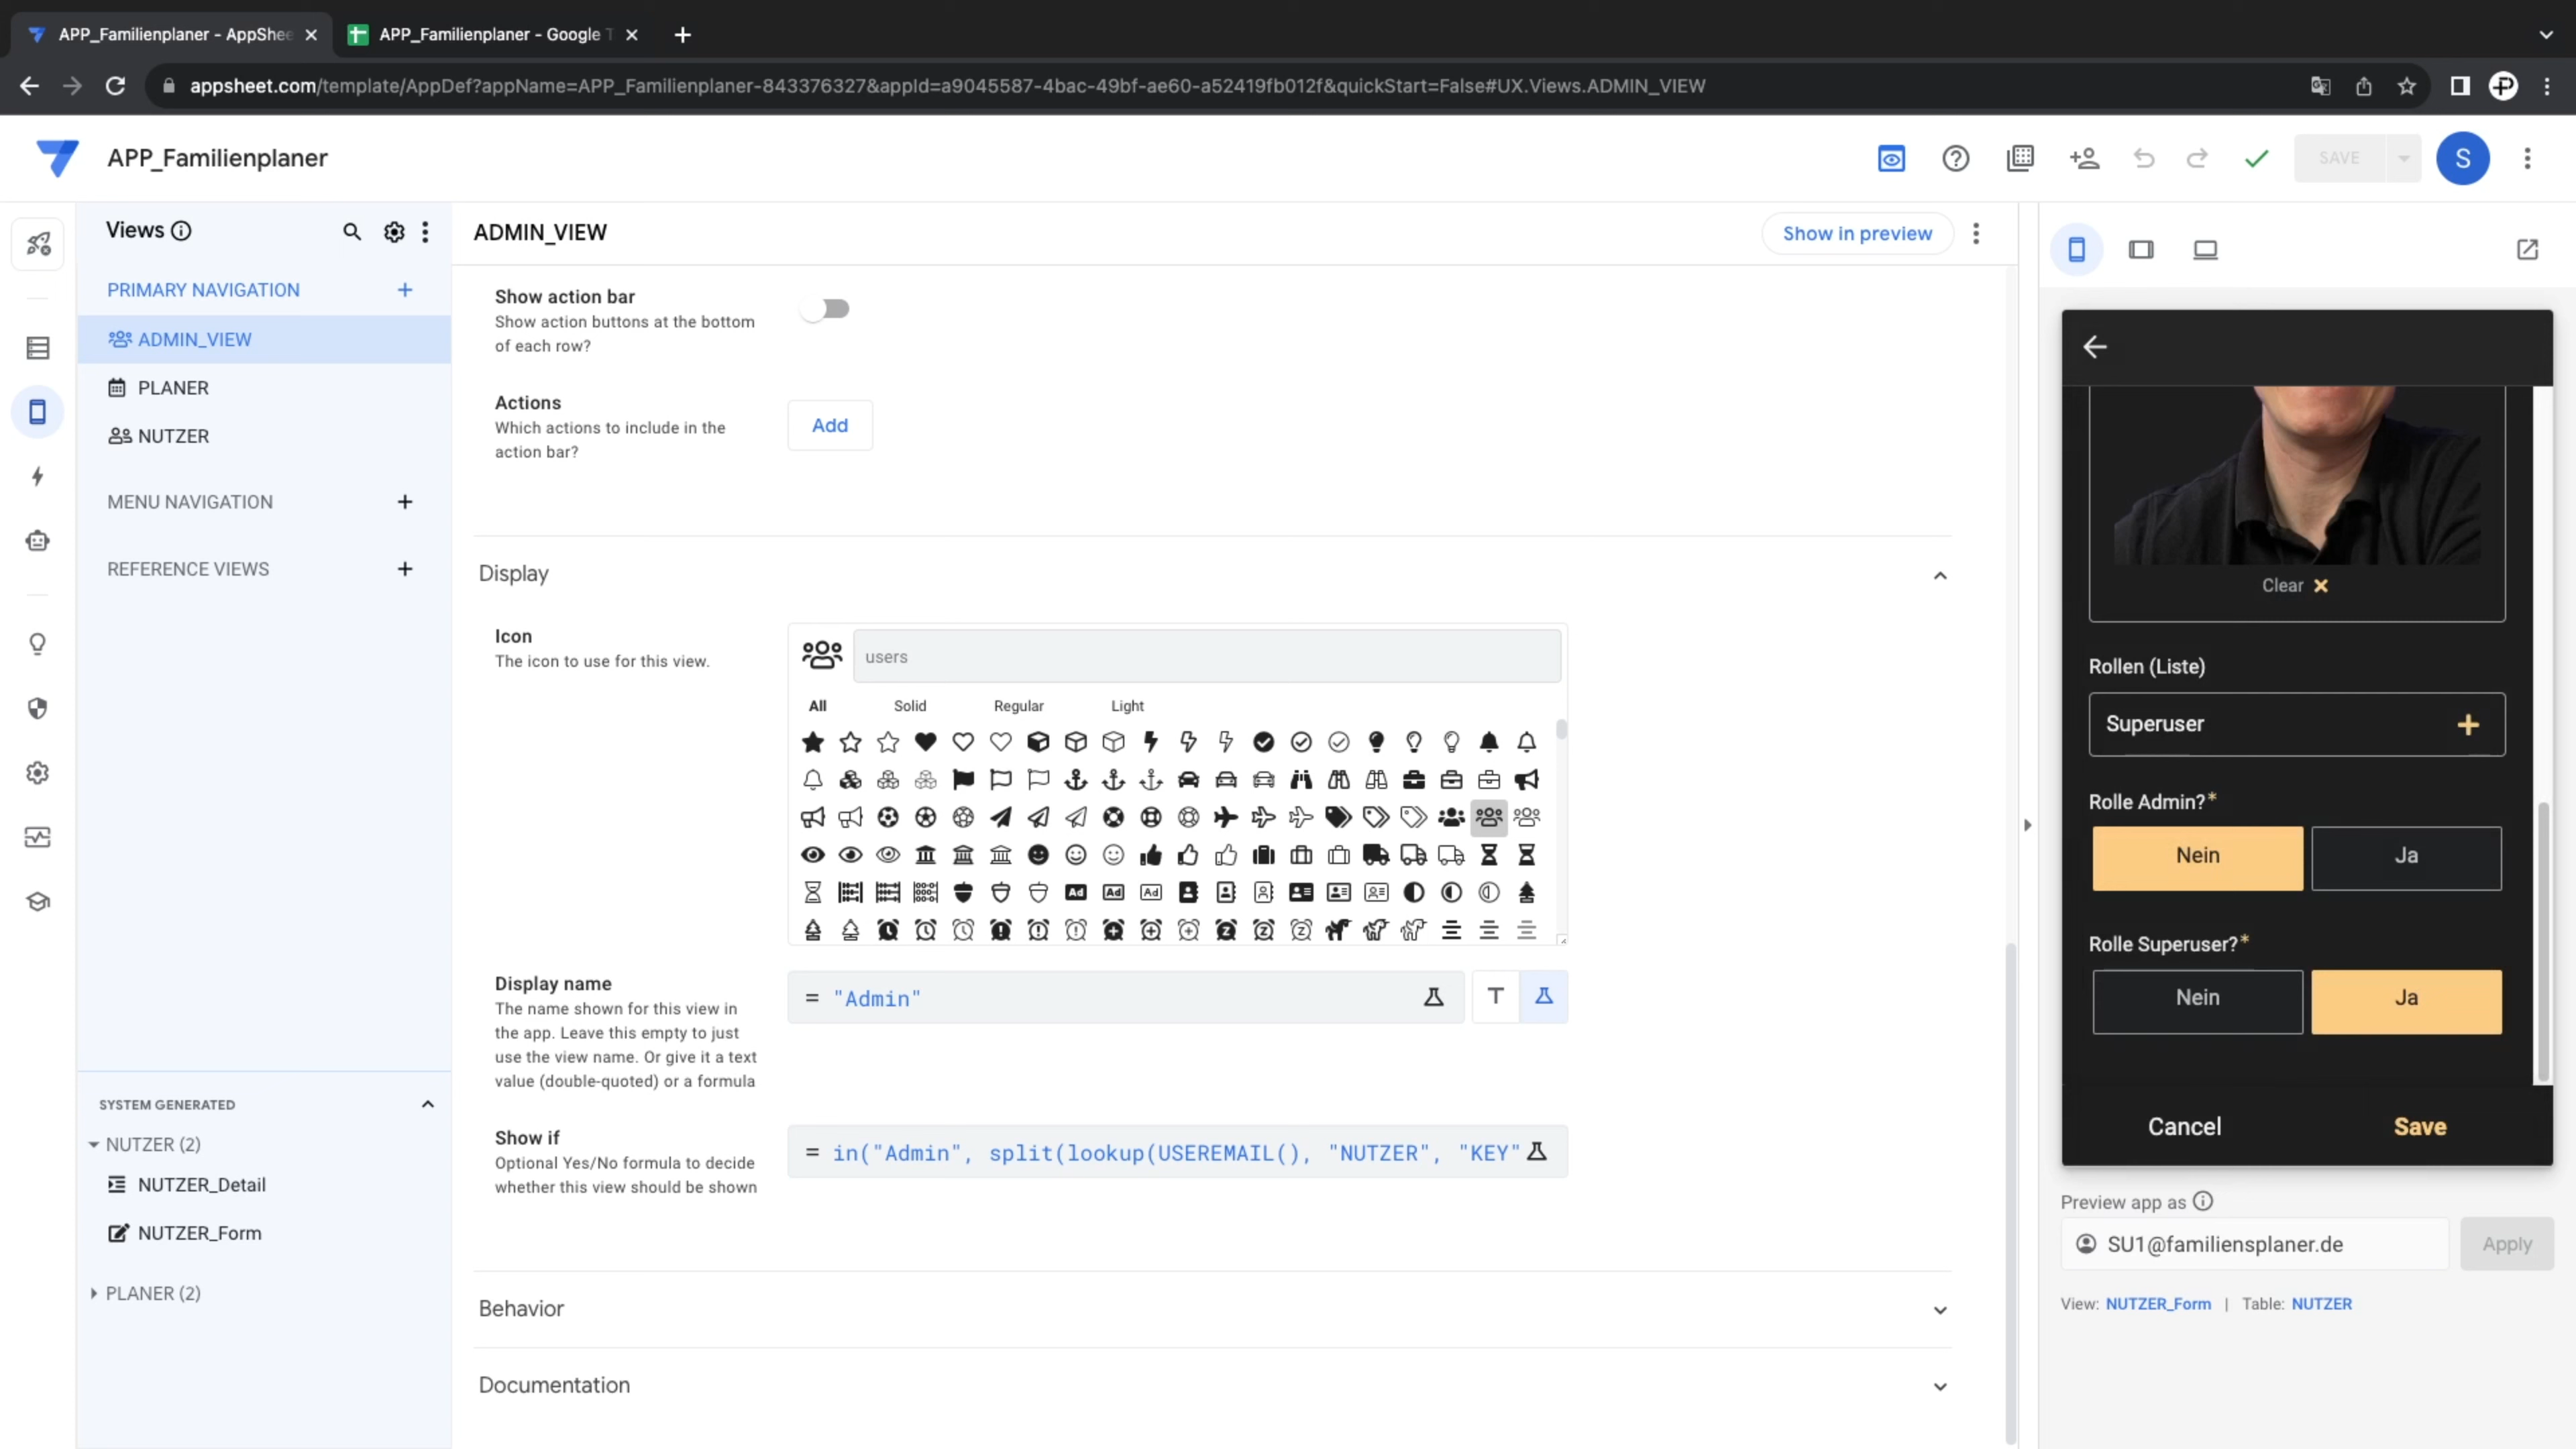 APP_Familienplaner - AppShee
APP_Familienplaner - Google T
appsheet.com/template/AppDef?appName=APP_Familienplaner-843376327&appId=a9045587-4bac-49bf-ae60-a52419fb012f&quickStart=False#UX.Views.ADMIN_VIEW
APP_Familienplaner
SAVE
S
Views
PRIMARY NAVIGATION
ADMIN_VIEW
PLANER
NUTZER
MENU NAVIGATION
REFERENCE VIEWS
SYSTEM GENERATED
NUTZER (2)
NUTZER_Detail
NUTZER_Form
PLANER (2)
ADMIN_VIEW
Show in preview
Show action bar
Show action buttons at the bottom
of each row?
Actions
Which actions to include in the
action bar?
Add
Display
Icon
The icon to use for this view.
users
All Solid Regular Light
Ad Ad Ad
Display name
The name shown for this view in
the app. Leave this empty to just
use the view name. Or give it a text
value (double-quoted) or a formula
= "Admin"
T
Show if
Optional Yes/No formula to decide
whether this view should be shown
= in("Admin", split(lookup(USEREMAIL(), "NUTZER", "KEY"
Behavior
Documentation
Clear
Rollen (Liste)
Superuser
Rolle Admin?*
Nein Ja
Rolle Superuser?*
Nein Ja
Cancel Save
Preview app as
SU1@familiensplaner.de
Apply
View: NUTZER_Form | Table: NUTZER